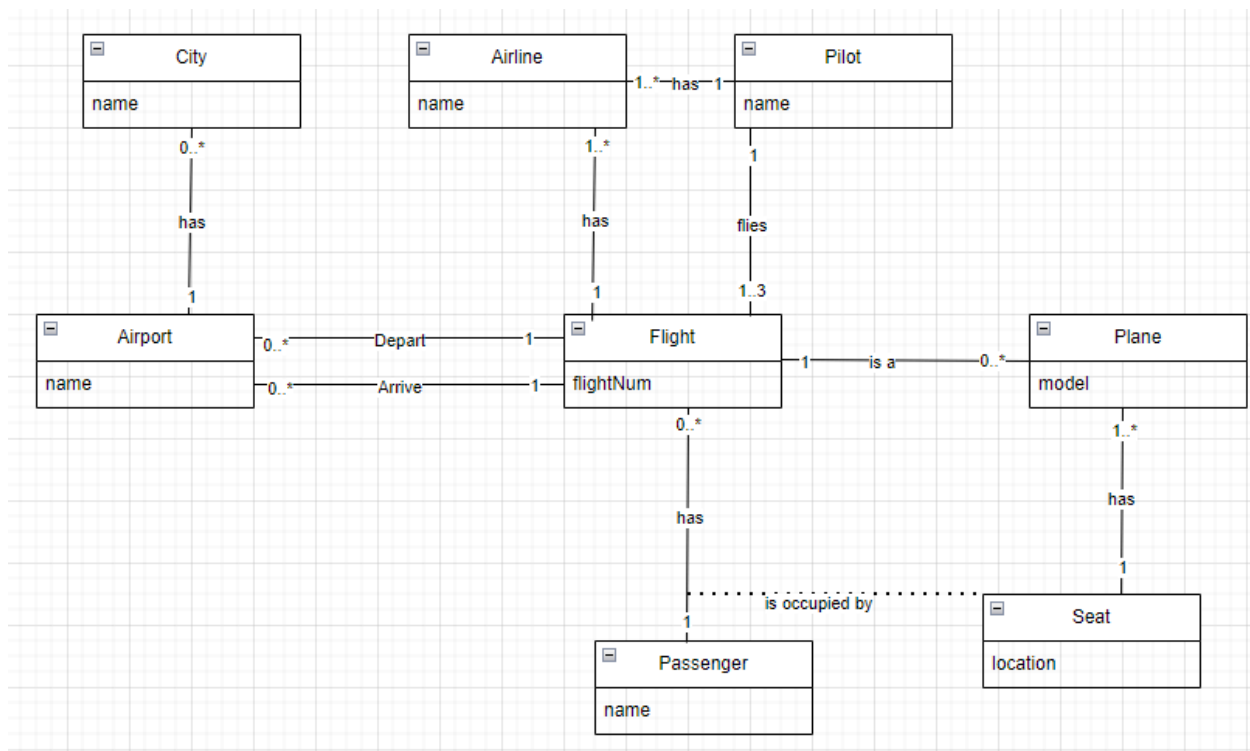 City
name
Airline
name
Pilot
name
1..* has 1
0..*
has
1
1..*
has
1
1
flies
1..3
Airport
name
0..* Depart 1
0..* Arrive 1
Flight
flightNum
1 is a 0..*
Plane
model
0..*
has
1
1..*
has
1
is occupied by
Passenger
name
Seat
location